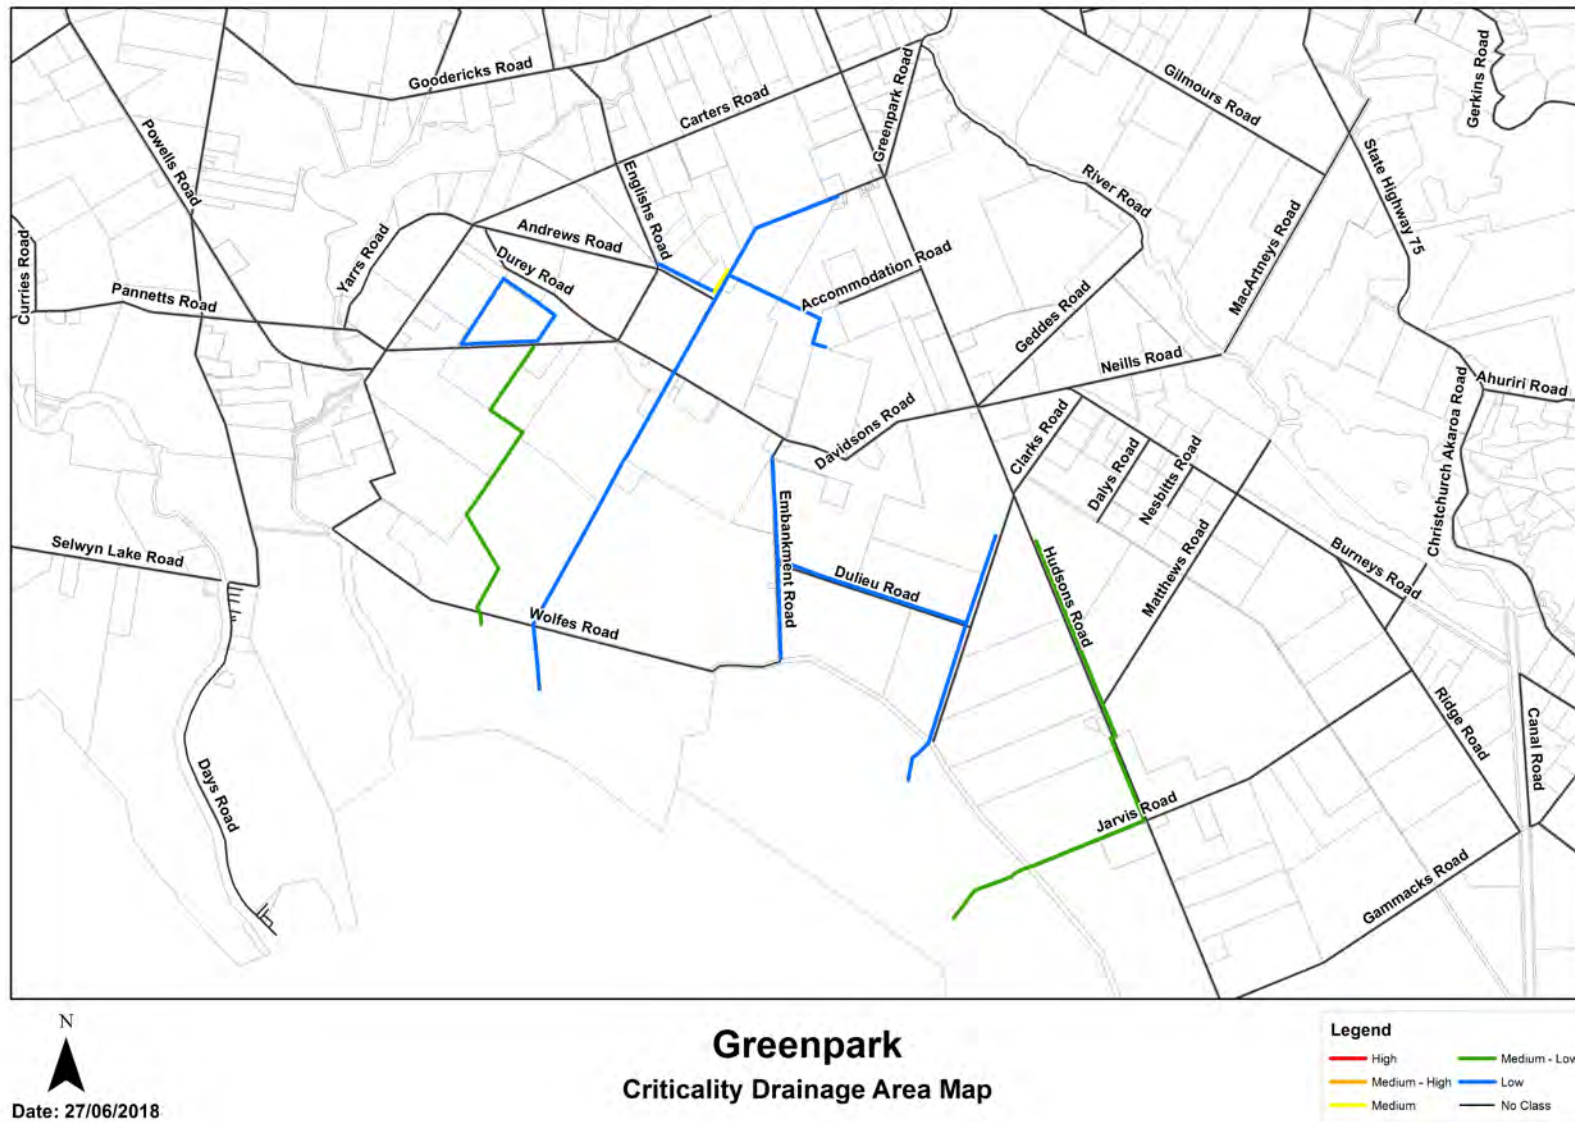 Goodericks Road
Carters Road
Greenpark Road
Gilmours Road
Gerkins Road
Powells Road
Englishs Road
River Road
State Highway 75
MacArtneys Road
Curries Road
Yarrs Road
Andrews Road
Durey Road
Accommodation Road
Pannetts Road
Geddes Road
Neills Road
Christchurch Akaroa Road
Ahuriri Road
Davidsons Road
Clarks Road
Dalys Road
Nesbitts Road
Selwyn Lake Road
Embankment Road
Dulieu Road
Hudsons Road
Matthews Road
Burneys Road
Wolfes Road
Ridge Road
Canal Road
Days Road
Jarvis Road
Gammacks Road
N
Date: 27/06/2018
Greenpark
Criticality Drainage Area Map
Legend
High
Medium - Low
Medium - High
Low
Medium
No Class